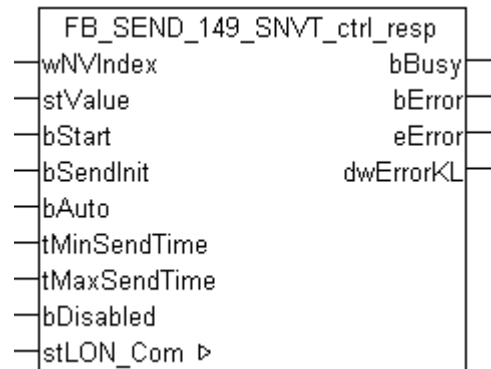 FB_SEND_149_SNVT_ctrl_resp
wNVIndex bBusy
stValue bError
bStart eError
bSendInit dwErrorKL
bAuto
tMinSendTime
tMaxSendTime
bDisabled
stLON_Com ▷